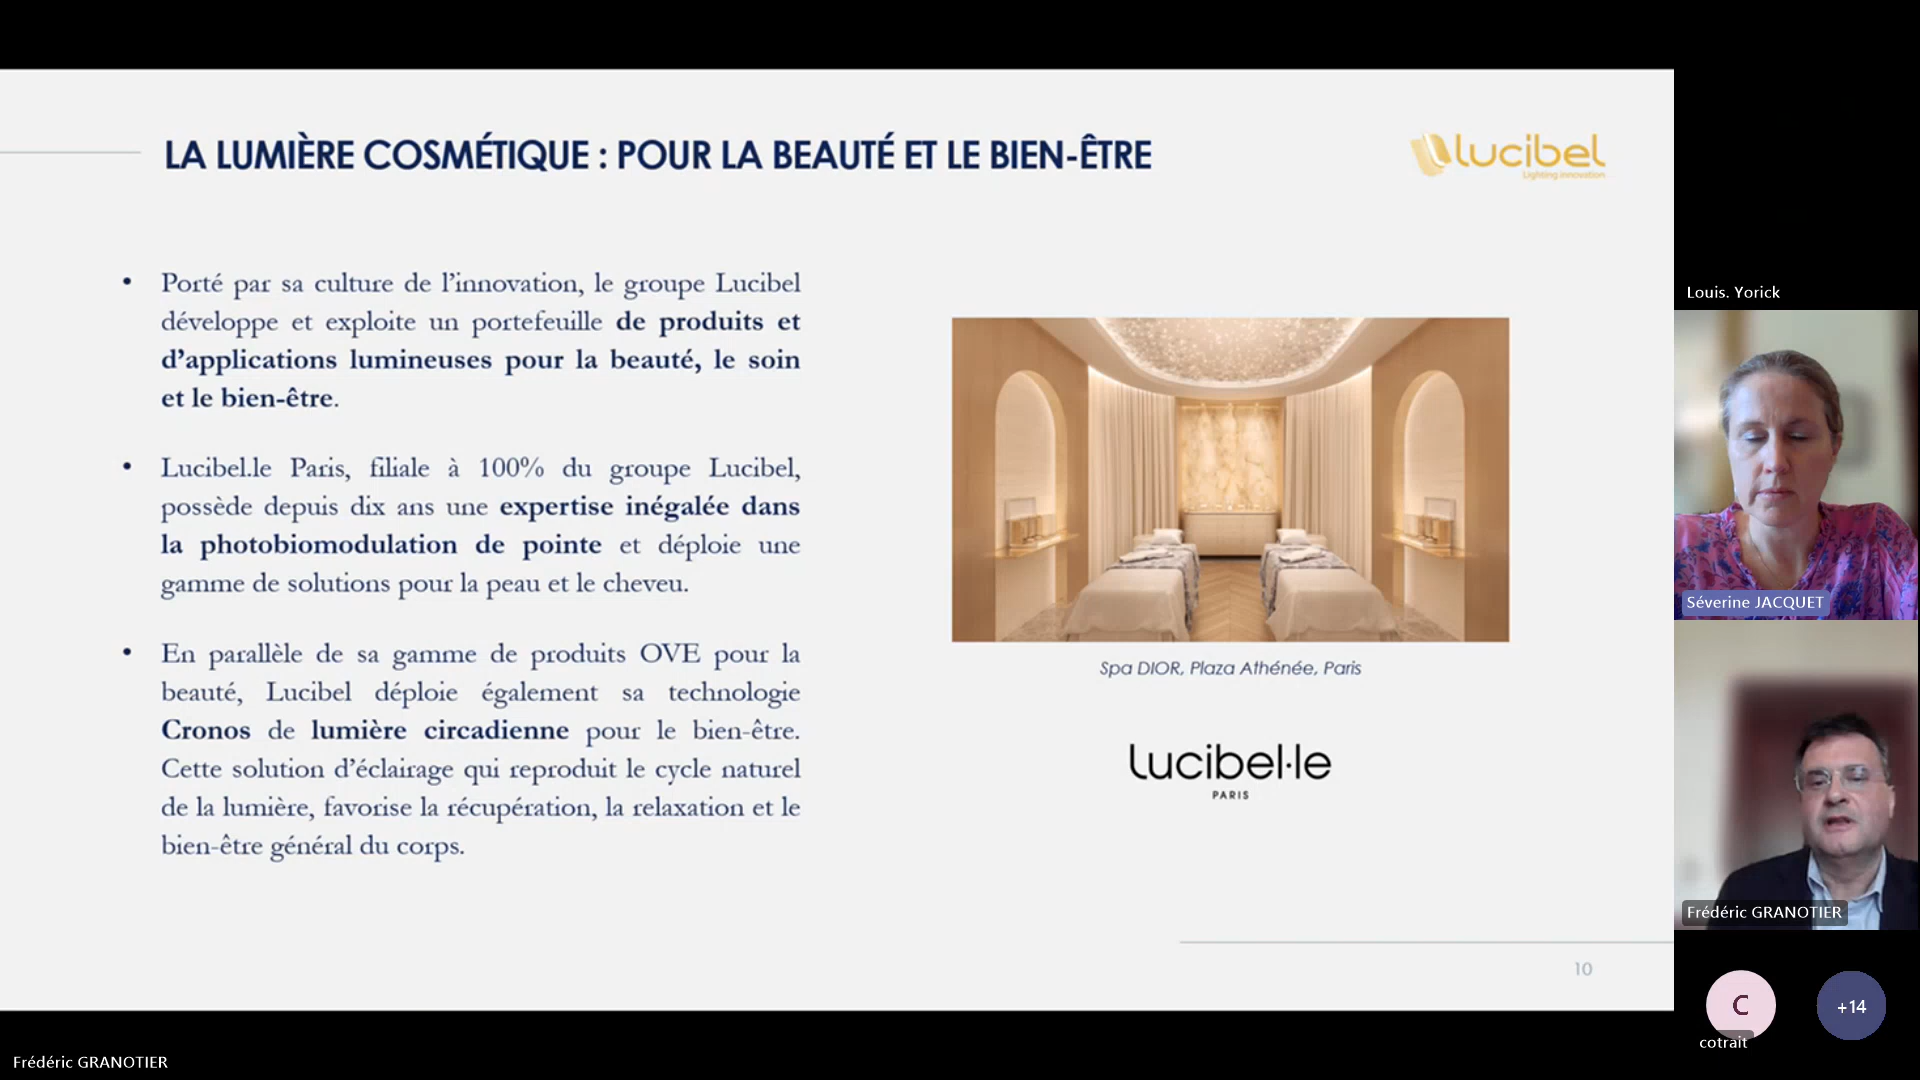 LA LUMIÈRE COSMÉTIQUE : POUR LA BEAUTÉ ET LE BIEN-ÊTRE
lucibel
Lighting innovation
• Porté par sa culture de l’innovation, le groupe Lucibel
développe et exploite un portefeuille de produits et
d’applications lumineuses pour la beauté, le soin
et le bien-être.
• Lucibel.le Paris, filiale à 100% du groupe Lucibel,
possède depuis dix ans une expertise inégalée dans
la photobiomodulation de pointe et déploie une
gamme de solutions pour la peau et le cheveu.
• En parallèle de sa gamme de produits OVE pour la
beauté, Lucibel déploie également sa technologie
Cronos de lumière circadienne pour le bien-être.
Cette solution d’éclairage qui reproduit le cycle naturel
de la lumière, favorise la récupération, la relaxation et le
bien-être général du corps.
Spa DIOR, Plaza Athénée, Paris
lucibel·le
PARIS
10
Louis. Yorick
Séverine JACQUET
Frédéric GRANOTIER
C
cotrait
+14
Frédéric GRANOTIER